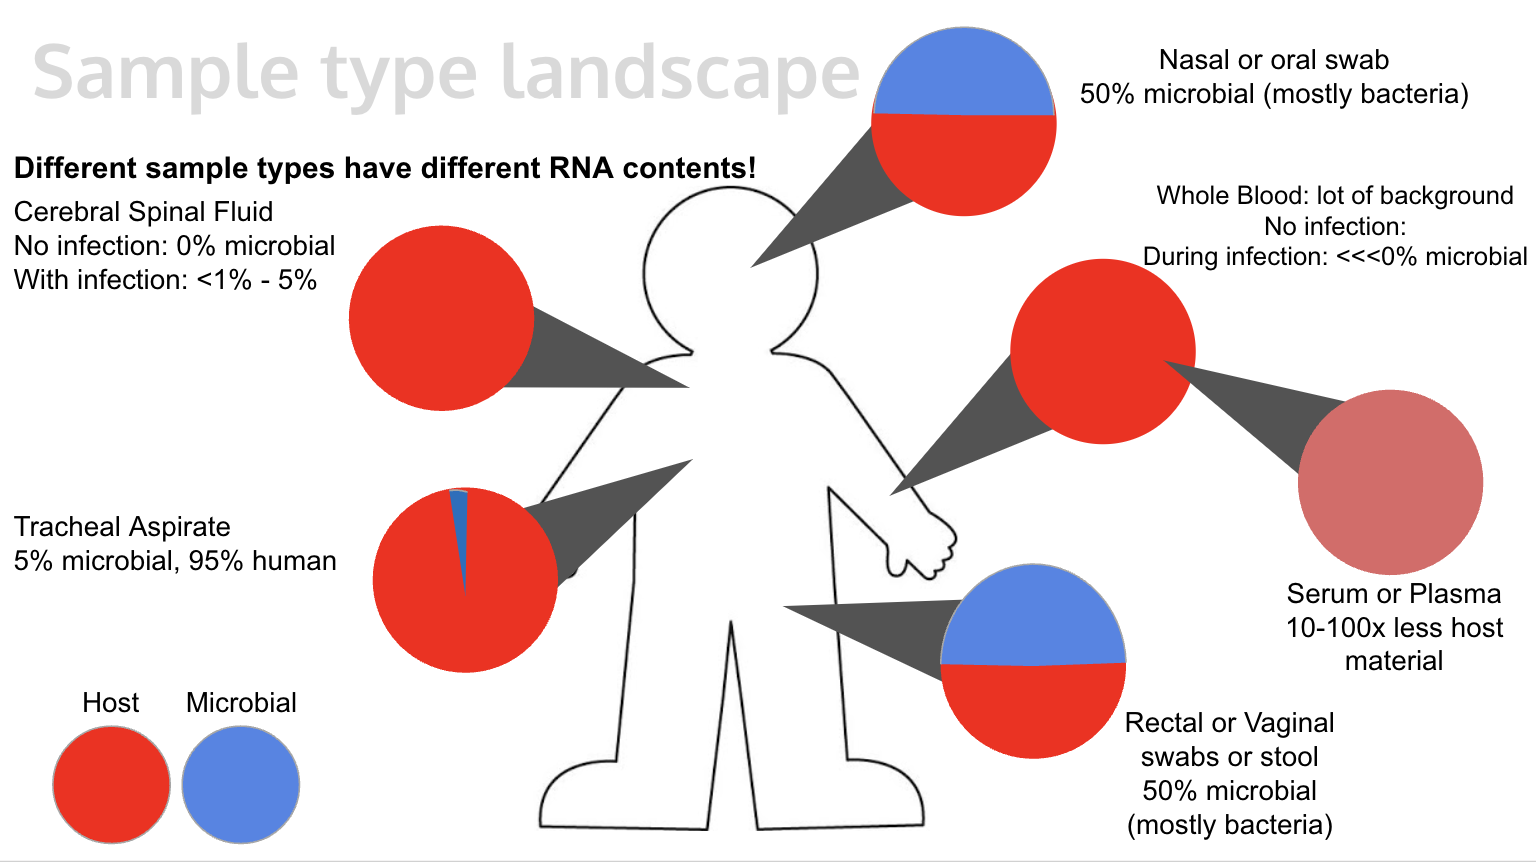 Sample type landscape
Different sample types have different RNA contents!
Cerebral Spinal Fluid
No infection: 0% microbial
With infection: <1% - 5%
Nasal or oral swab
50% microbial (mostly bacteria)
Whole Blood: lot of background
No infection:
During infection: <<<0% microbial
Tracheal Aspirate
5% microbial, 95% human
Serum or Plasma
10-100x less host
material
Rectal or Vaginal
swabs or stool
50% microbial
(mostly bacteria)
Host
Microbial